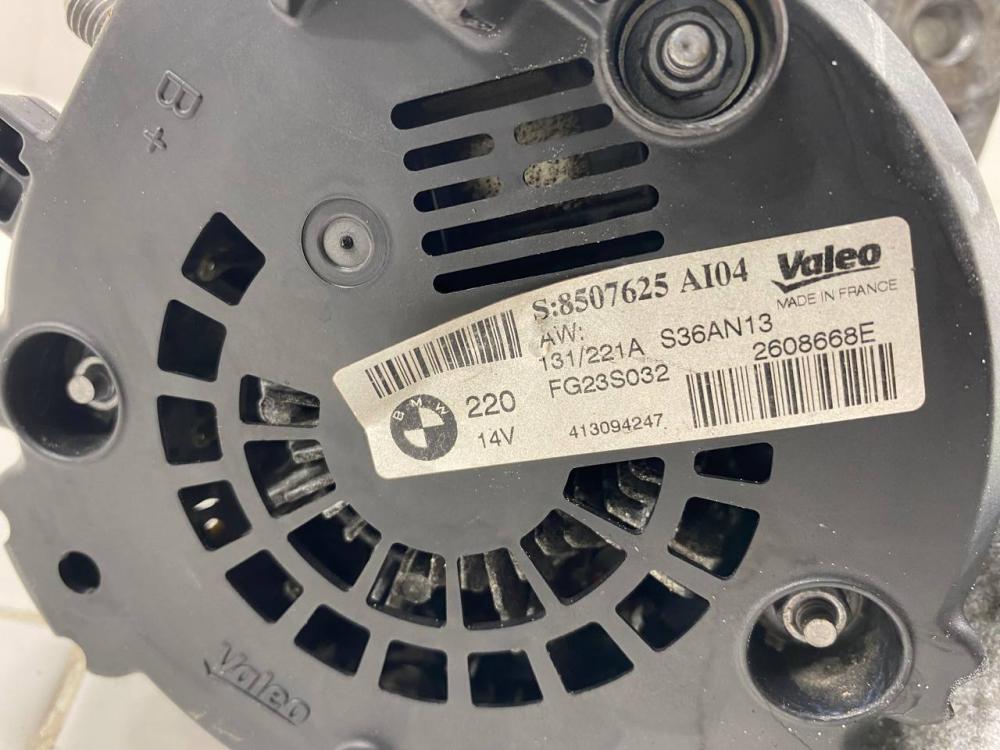 B+
S:8507625 AI04
Valeo
MADE IN FRANCE
AW:
131/221A S36AN13
2608668E
FG23S032
BMW
220
14V
413094247
Valeo